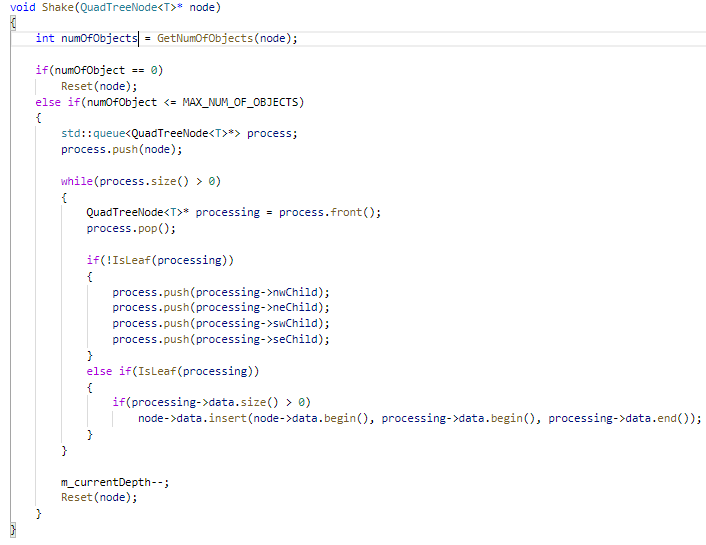 void Shake(QuadTreeNode<T>* node)
{
    int numOfObjects = GetNumOfObjects(node);

    if(numOfObject == 0)
        Reset(node);
    else if(numOfObject <= MAX_NUM_OF_OBJECTS)
    {
        std::queue<QuadTreeNode<T>*> process;
        process.push(node);

        while(process.size() > 0)
        {
            QuadTreeNode<T>* processing = process.front();
            process.pop();

            if(!IsLeaf(processing))
            {
                process.push(processing->nwChild);
                process.push(processing->neChild);
                process.push(processing->swChild);
                process.push(processing->seChild);
            }
            else if(IsLeaf(processing))
            {
                if(processing->data.size() > 0)
                    node->data.insert(node->data.begin(), processing->data.begin(), processing->data.end());
            }
        }

        m_currentDepth--;
        Reset(node);
    }
}